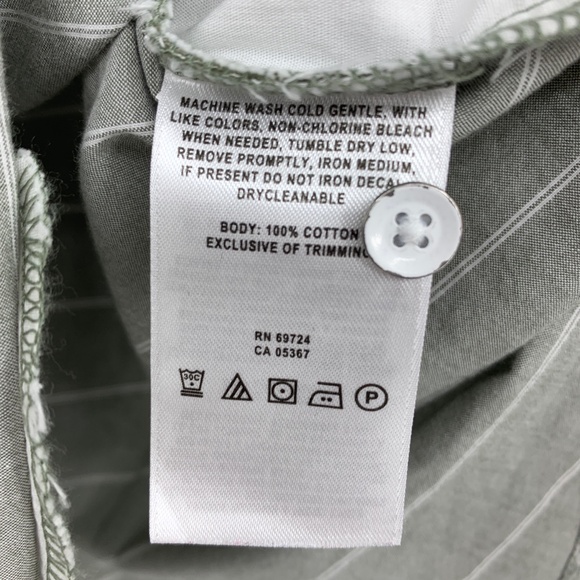 MACHINE WASH COLD GENTLE, WITH
LIKE COLORS, NON-CHLORINE BLEACH
WHEN NEEDED, TUMBLE DRY LOW,
REMOVE PROMPTLY, IRON MEDIUM,
IF PRESENT DO NOT IRON DECAL
DRYCLEANABLE
BODY: 100% COTTON
EXCLUSIVE OF TRIMMING
RN 69724
CA 05367
30C P